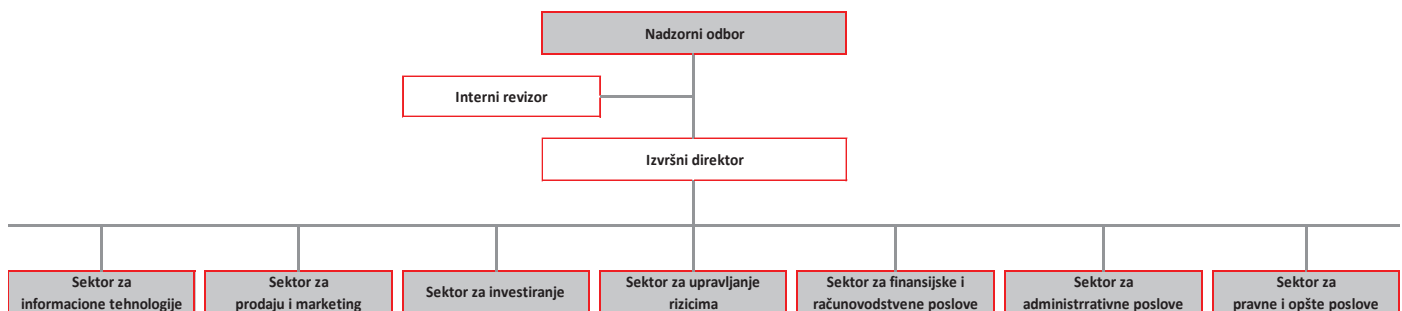 Nadzorni odbor
Interni revizor
Izvršni direktor
Sektor za
informacione tehnologije
Sektor za
prodaju i marketing
Sektor za investiranje
Sektor za upravljanje
rizicima
Sektor za finansijske i
računovodstvene poslove
Sektor za
administrrativne poslove
Sektor za
pravne i opšte poslove